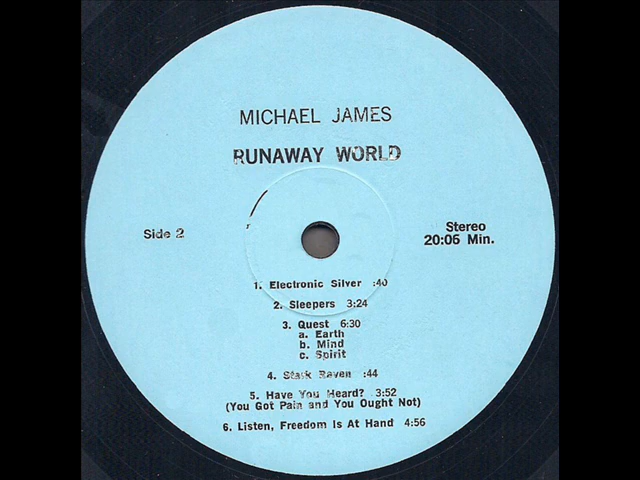 MICHAEL JAMES
RUNAWAY WORLD
Side 2
Stereo
20:06 Min.
1. Electronic Silver :40
2. Sleepers 3:24
3. Quest 6:30
a. Earth
b. Mind
c. Spirit
4. Stark Raven :44
5. Have You Heard? 3:52
(You Got Pain and You Ought Not)
6. Listen, Freedom Is At Hand 4:56